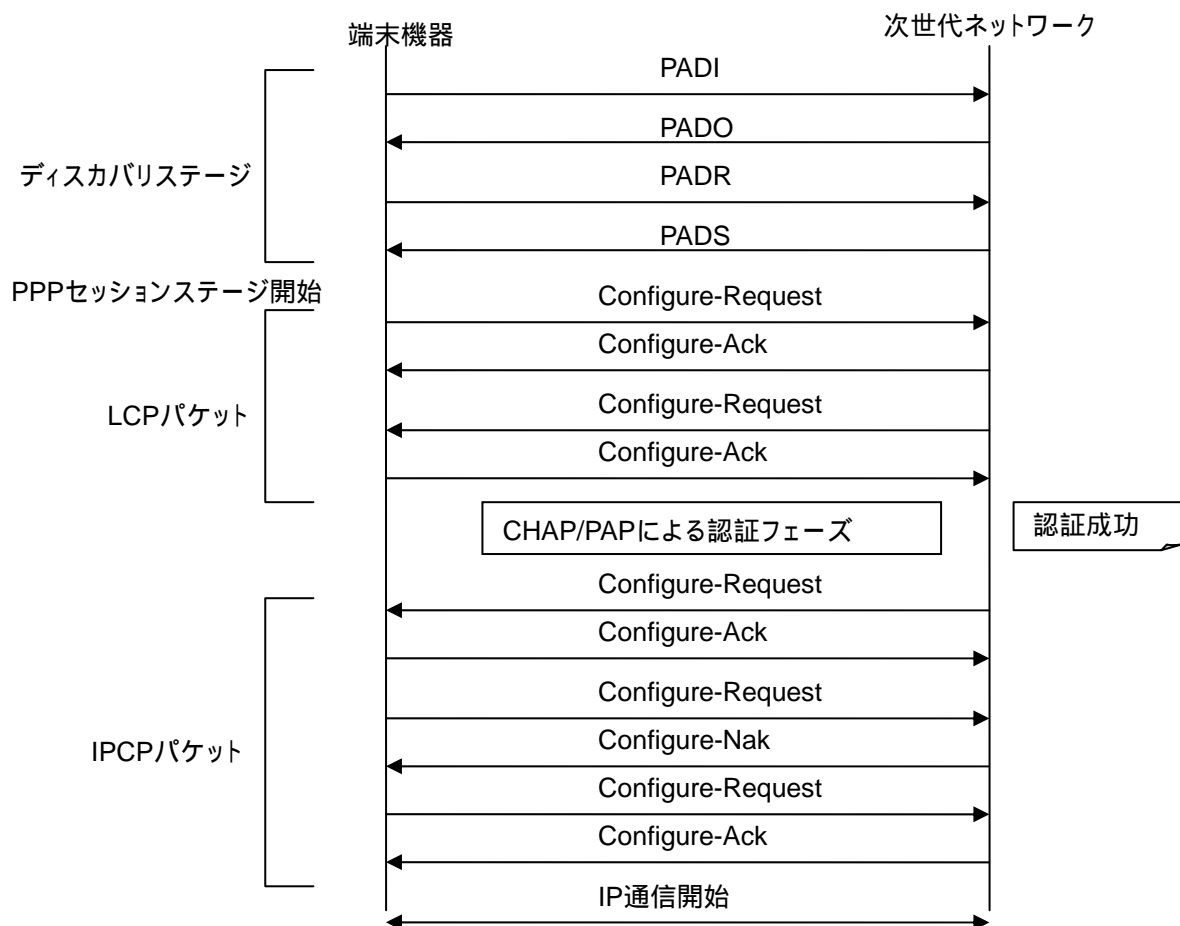 端末機器
次世代ネットワーク
PADI
PADO
ディスカバリステージ
PADR
PADS
PPPセッションステージ開始
Configure-Request
Configure-Ack
LCPパケット
Configure-Request
Configure-Ack
CHAP/PAPによる認証フェーズ
認証成功
Configure-Request
Configure-Ack
Configure-Request
IPCPパケット
Configure-Nak
Configure-Request
Configure-Ack
IP通信開始